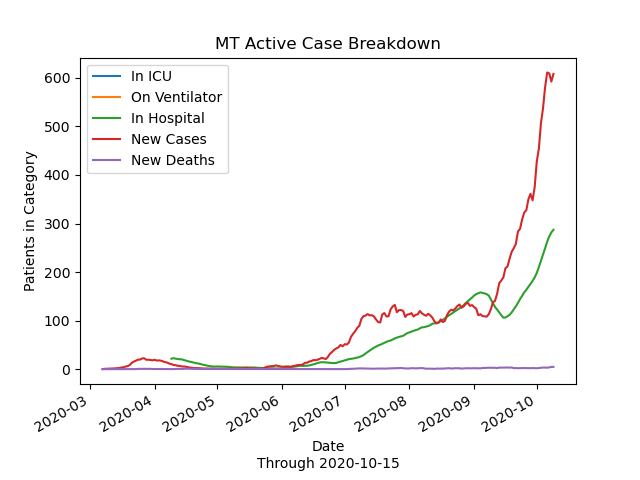 MT Active Case Breakdown
In ICU
On Ventilator
In Hospital
New Cases
New Deaths
Patients in Category
600
500
400
300
200
100
0
2020-03
2020-04
2020-05
2020-06
2020-07
2020-08
2020-09
2020-10
Date
Through 2020-10-15